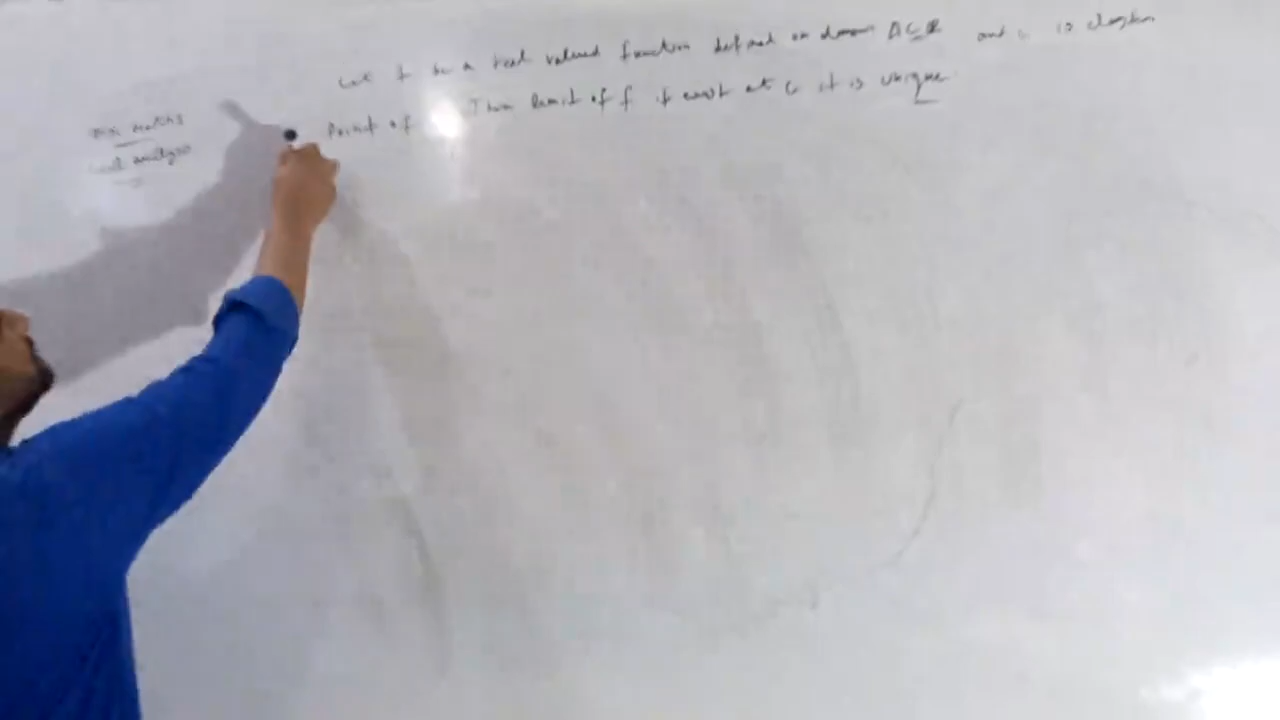 Let f be a real valued function defined on domain D ⊆ R and c is cluster
point of Then limit of f if exist at c, it is unique.
maths
real analysis